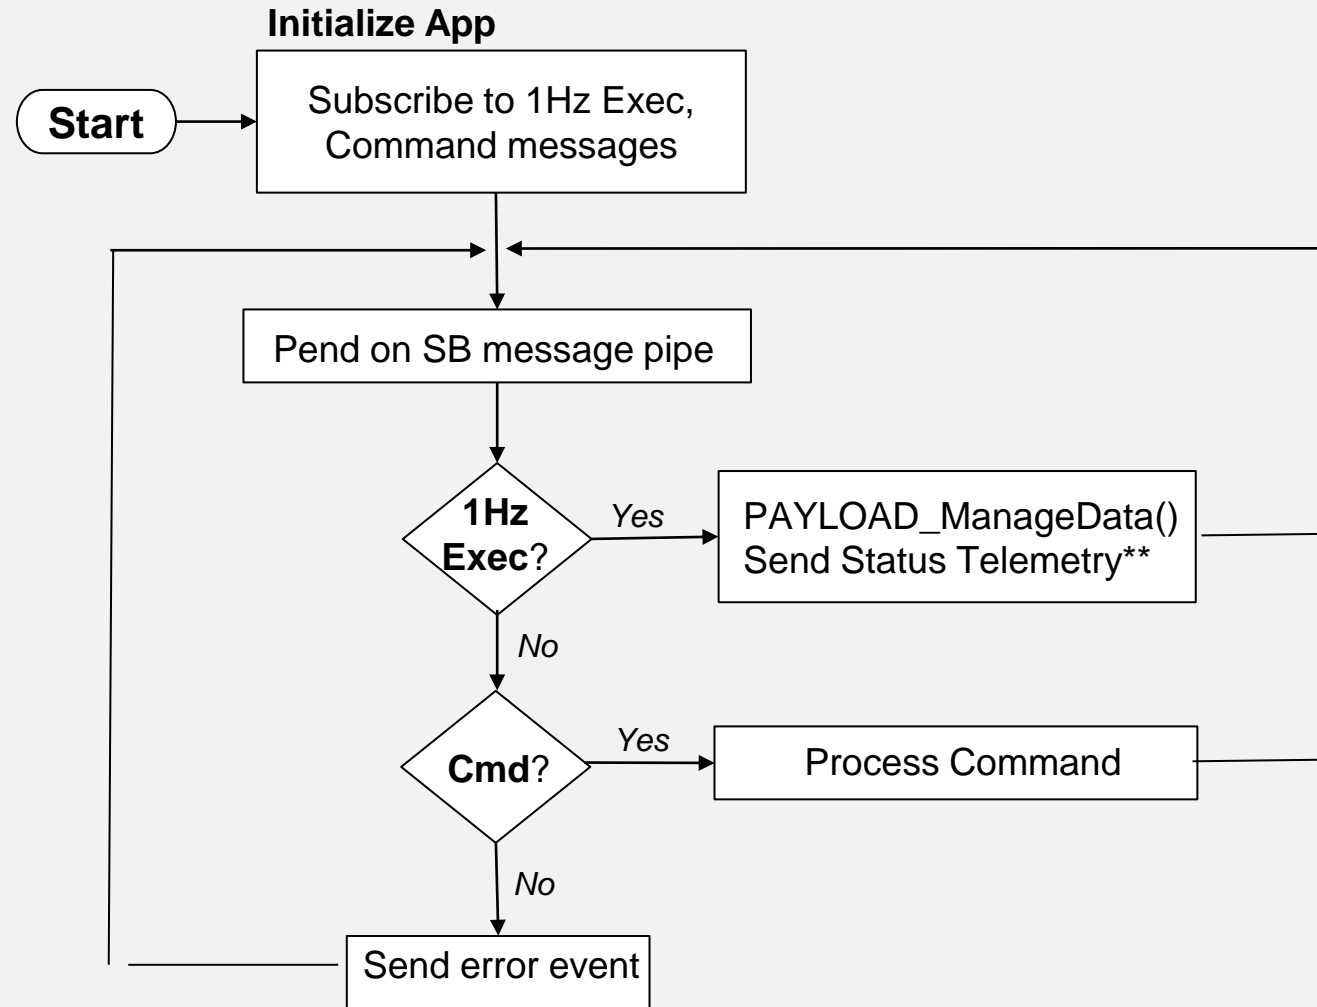 Initialize App
Start
Subscribe to 1Hz Exec,
Command messages
Pend on SB message pipe
1Hz
Exec?
Yes
PAYLOAD_ManageData()
Send Status Telemetry**
No
Cmd?
Yes
Process Command
No
Send error event